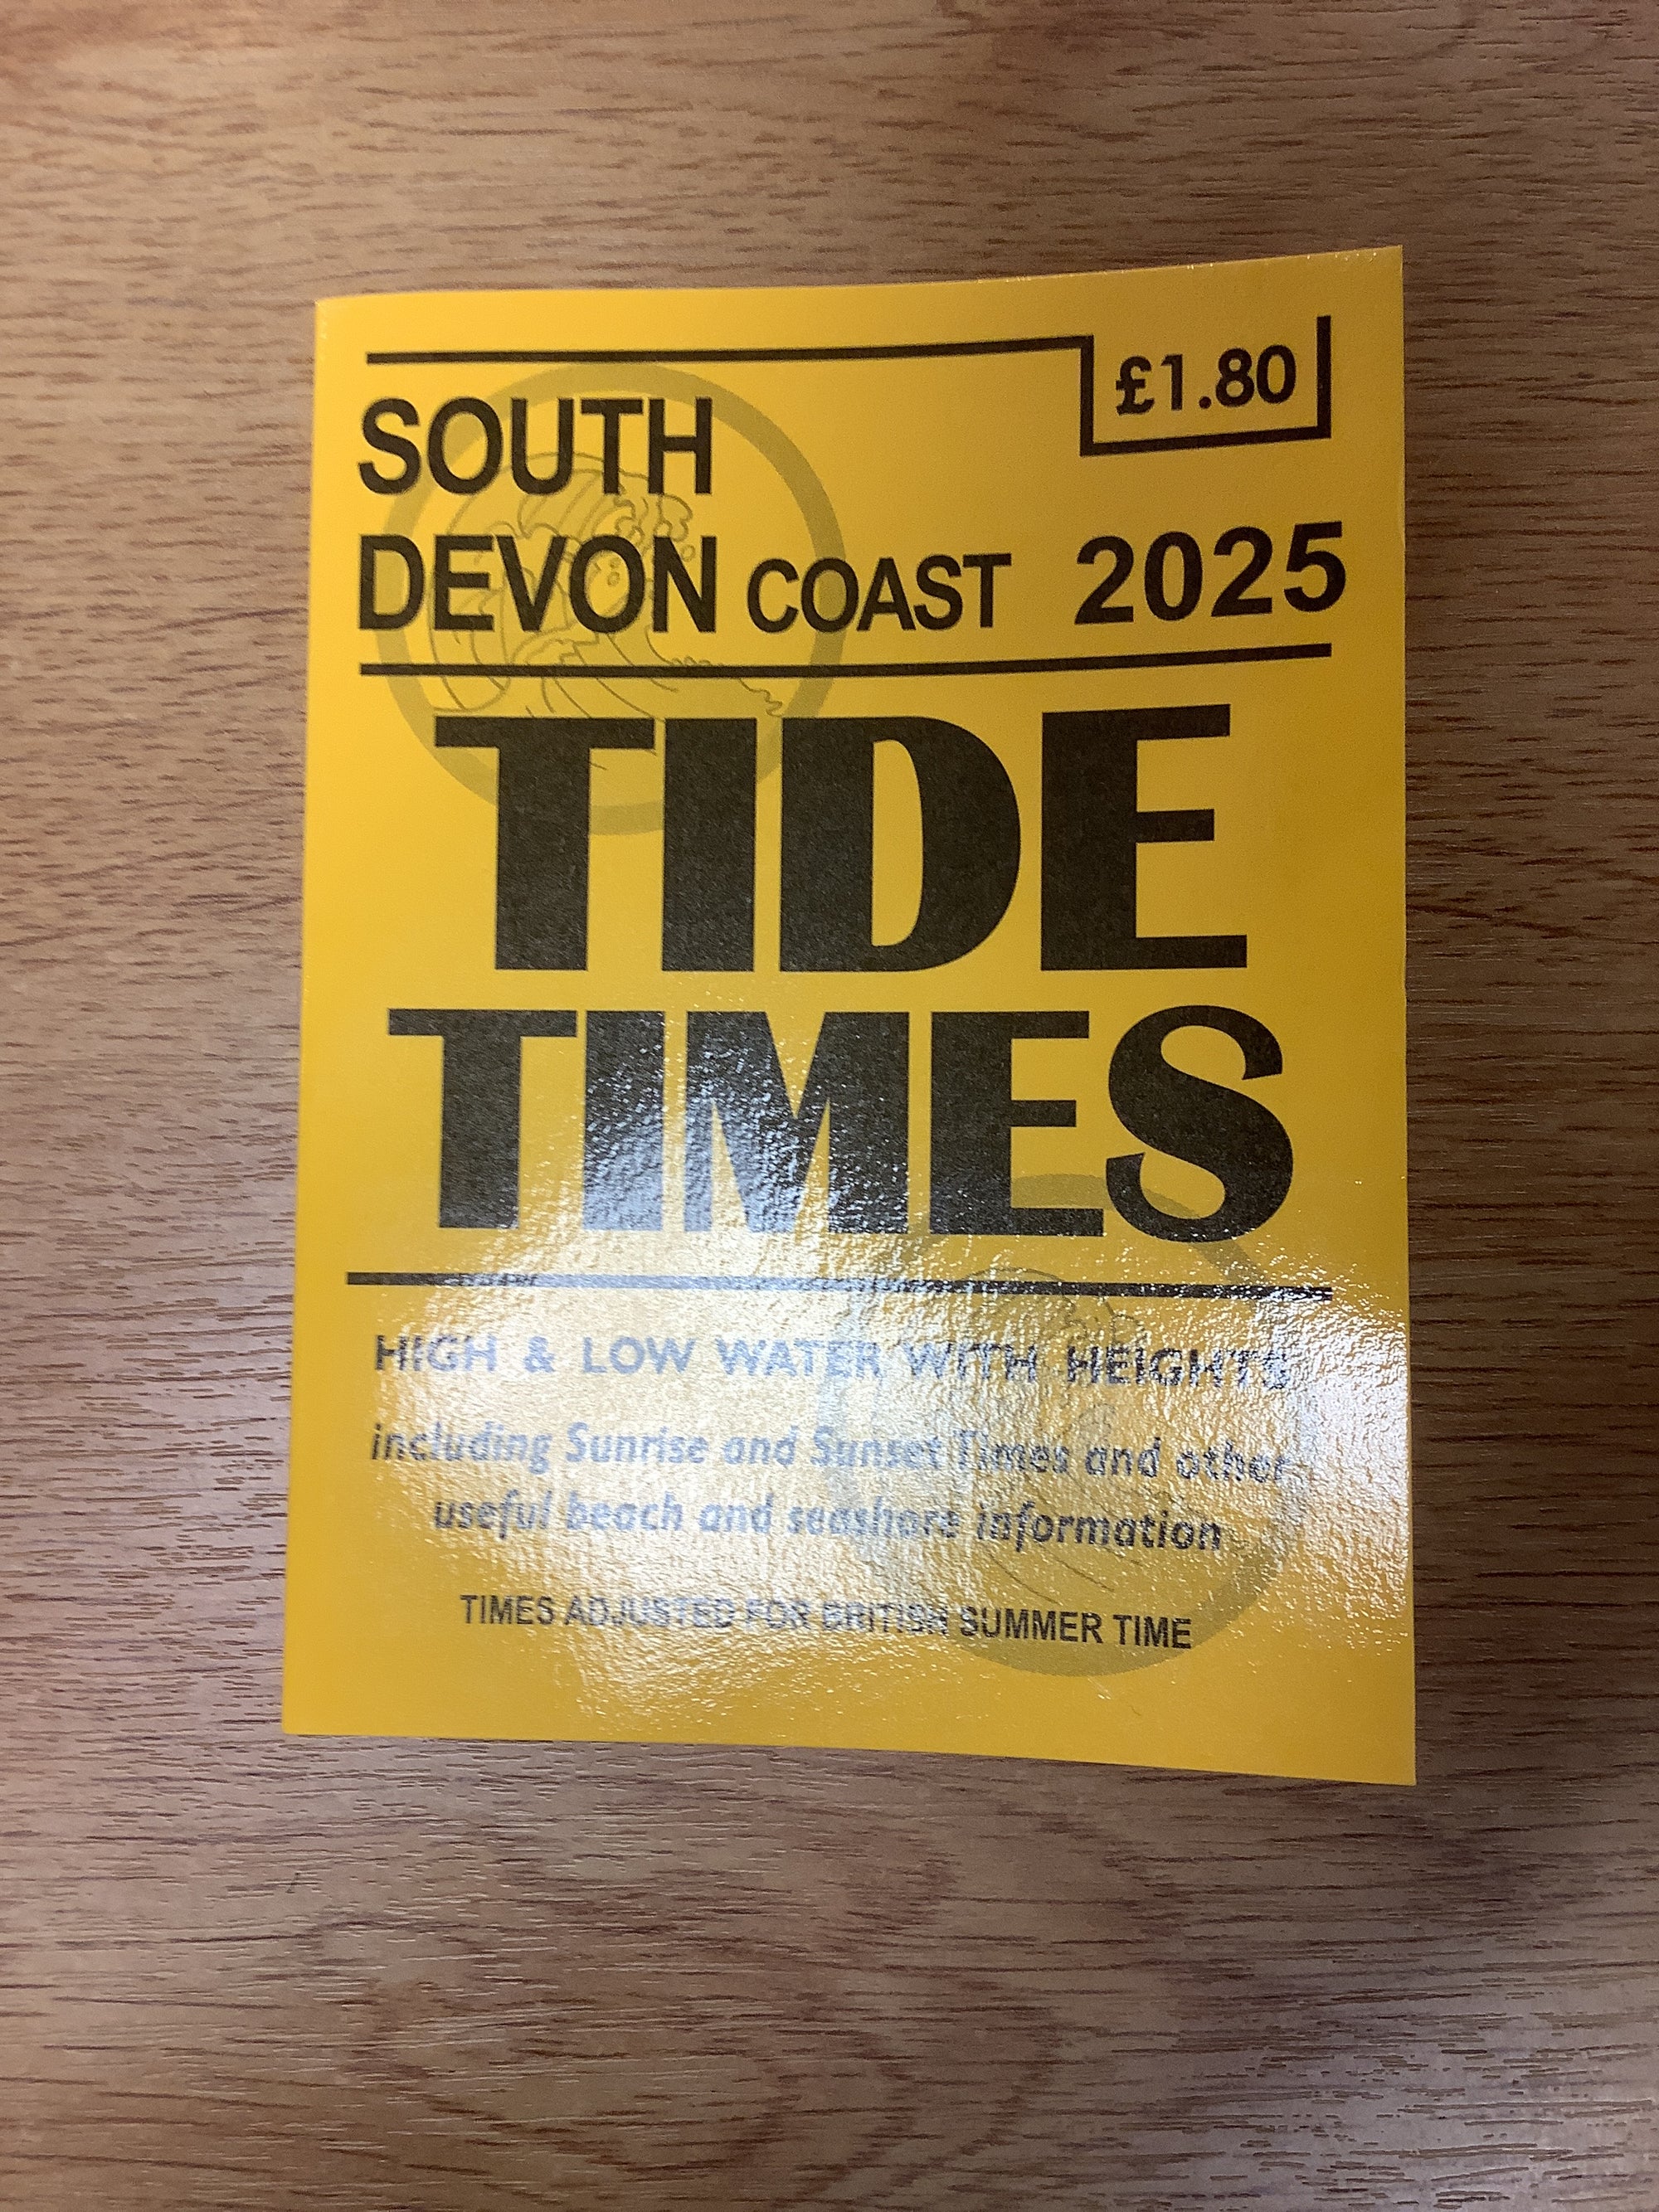 £1.80
SOUTH
DEVON COAST 2025
TIDE
TIMES
HIGH & LOW WATER WITH HEIGHTS
including Sunrise and Sunset Times and other
useful beach and seashore information
TIMES ADJUSTED FOR BRITISH SUMMER TIME